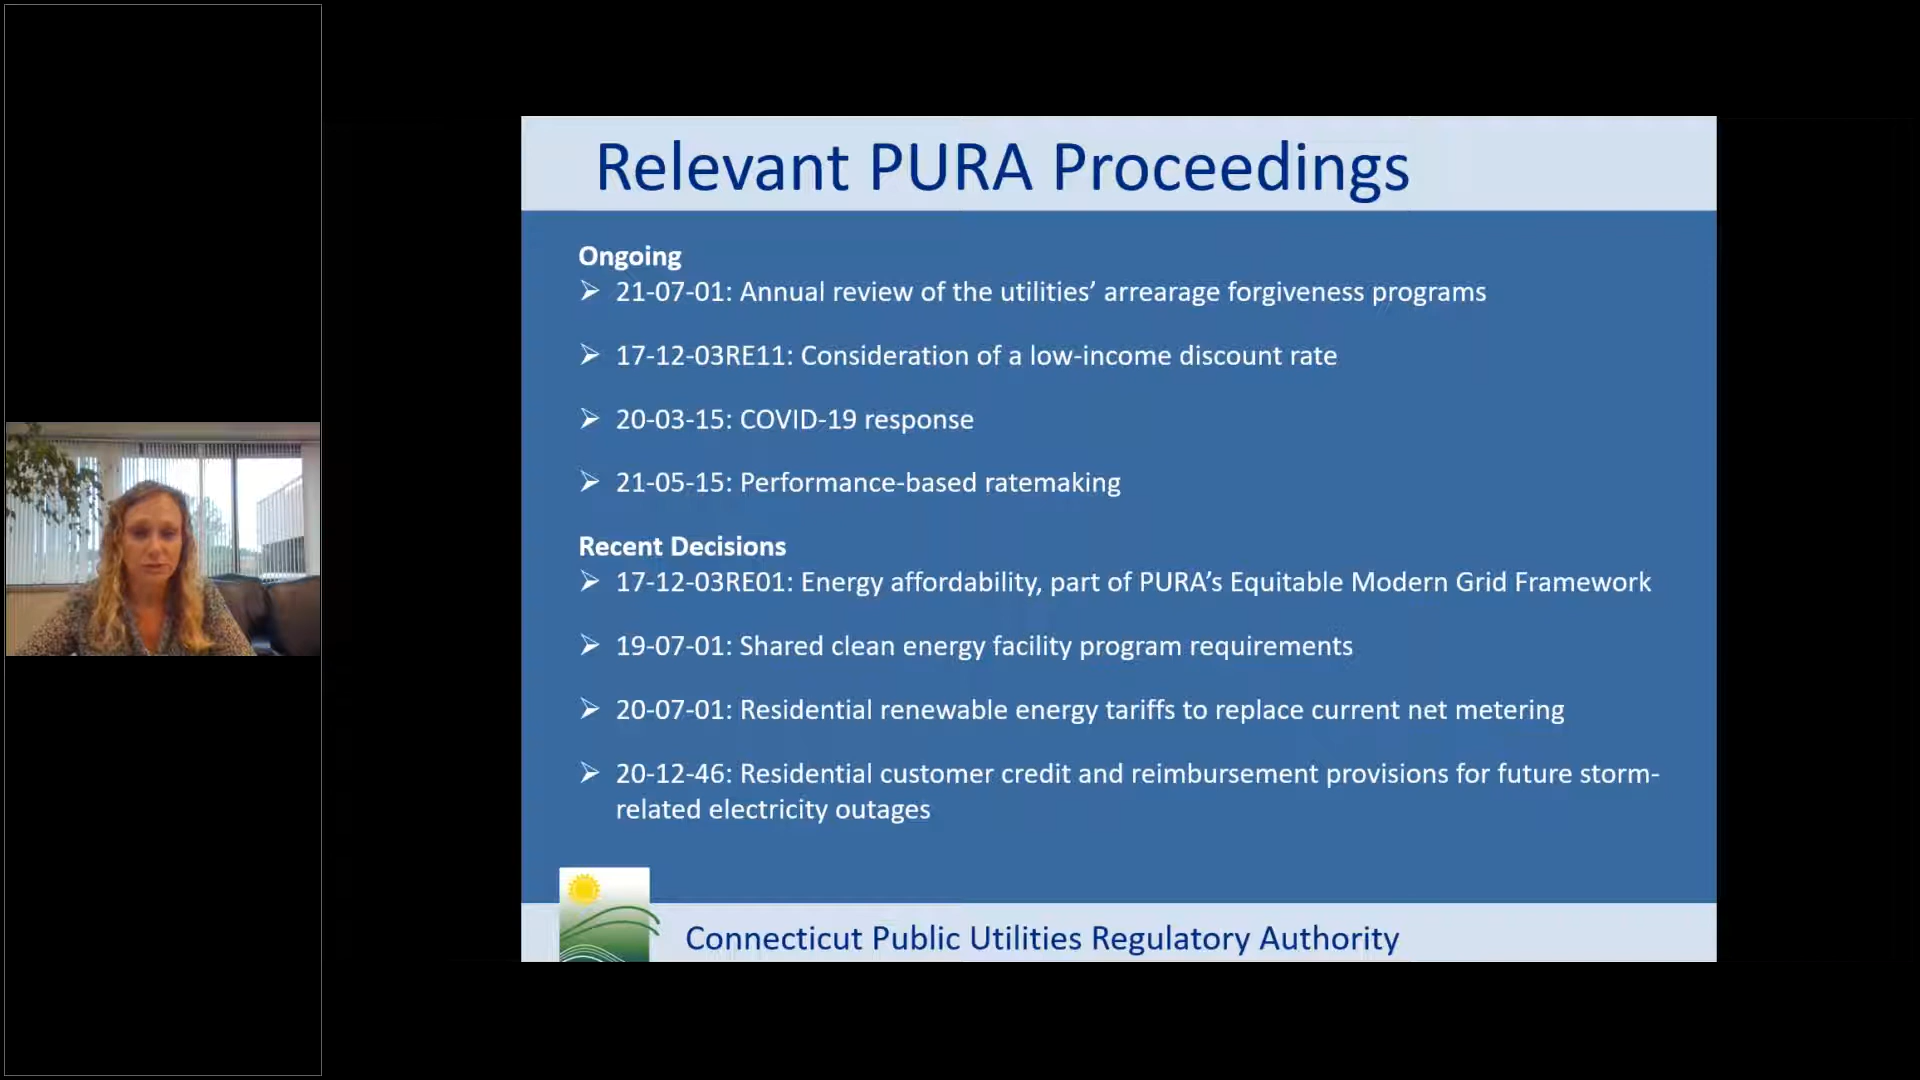 Relevant PURA Proceedings
Ongoing
➢ 21-07-01: Annual review of the utilities’ arrearage forgiveness programs
➢ 17-12-03RE11: Consideration of a low-income discount rate
➢ 20-03-15: COVID-19 response
➢ 21-05-15: Performance-based ratemaking
Recent Decisions
➢ 17-12-03RE01: Energy affordability, part of PURA’s Equitable Modern Grid Framework
➢ 19-07-01: Shared clean energy facility program requirements
➢ 20-07-01: Residential renewable energy tariffs to replace current net metering
➢ 20-12-46: Residential customer credit and reimbursement provisions for future storm-
related electricity outages
Connecticut Public Utilities Regulatory Authority